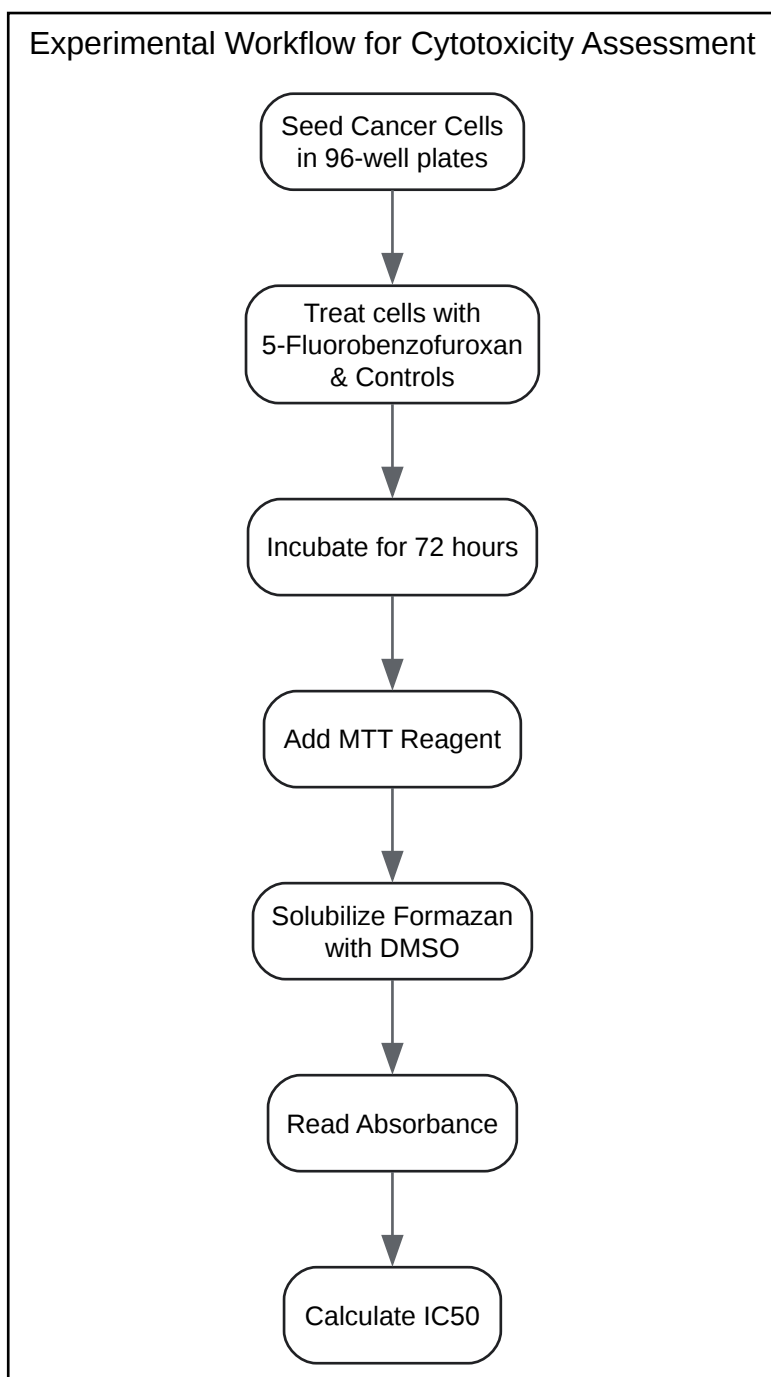 Experimental Workflow for Cytotoxicity Assessment
Seed Cancer Cells
in 96-well plates
Treat cells with
5-Fluorobenzofuroxan
& Controls
Incubate for 72 hours
Add MTT Reagent
Solubilize Formazan
with DMSO
Read Absorbance
Calculate IC50